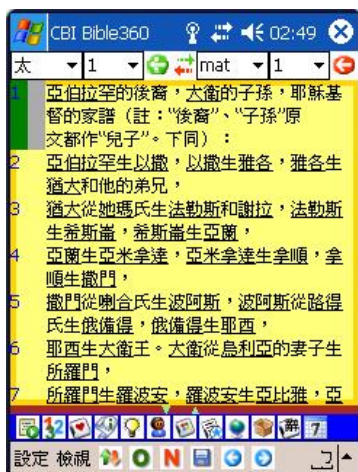 CBI Bible360 02:49
太 1 mat 1
1 亞伯拉罕的後裔，大衛的子孫，耶穌基
督的家譜（註："後裔"、"子孫"原
文都作"兒子"。下同）：
2 亞伯拉罕生以撒，以撒生雅各，雅各生
猶大和他的弟兄，
3 猶大從她瑪氏生法勒斯和謝拉，法勒斯
生希斯崙，希斯崙生亞蘭，
4 亞蘭生亞米拿達，亞米拿達生拿順，拿
順生撒門，
5 撒門從喇合氏生波阿斯，波阿斯從路得
氏生俄備得，俄備得生耶西，
6 耶西生大衛王。大衛從烏利亞的妻子生
所羅門，
7 所羅門生羅波安，羅波安生亞比雅，亞
設定 檢視 O N